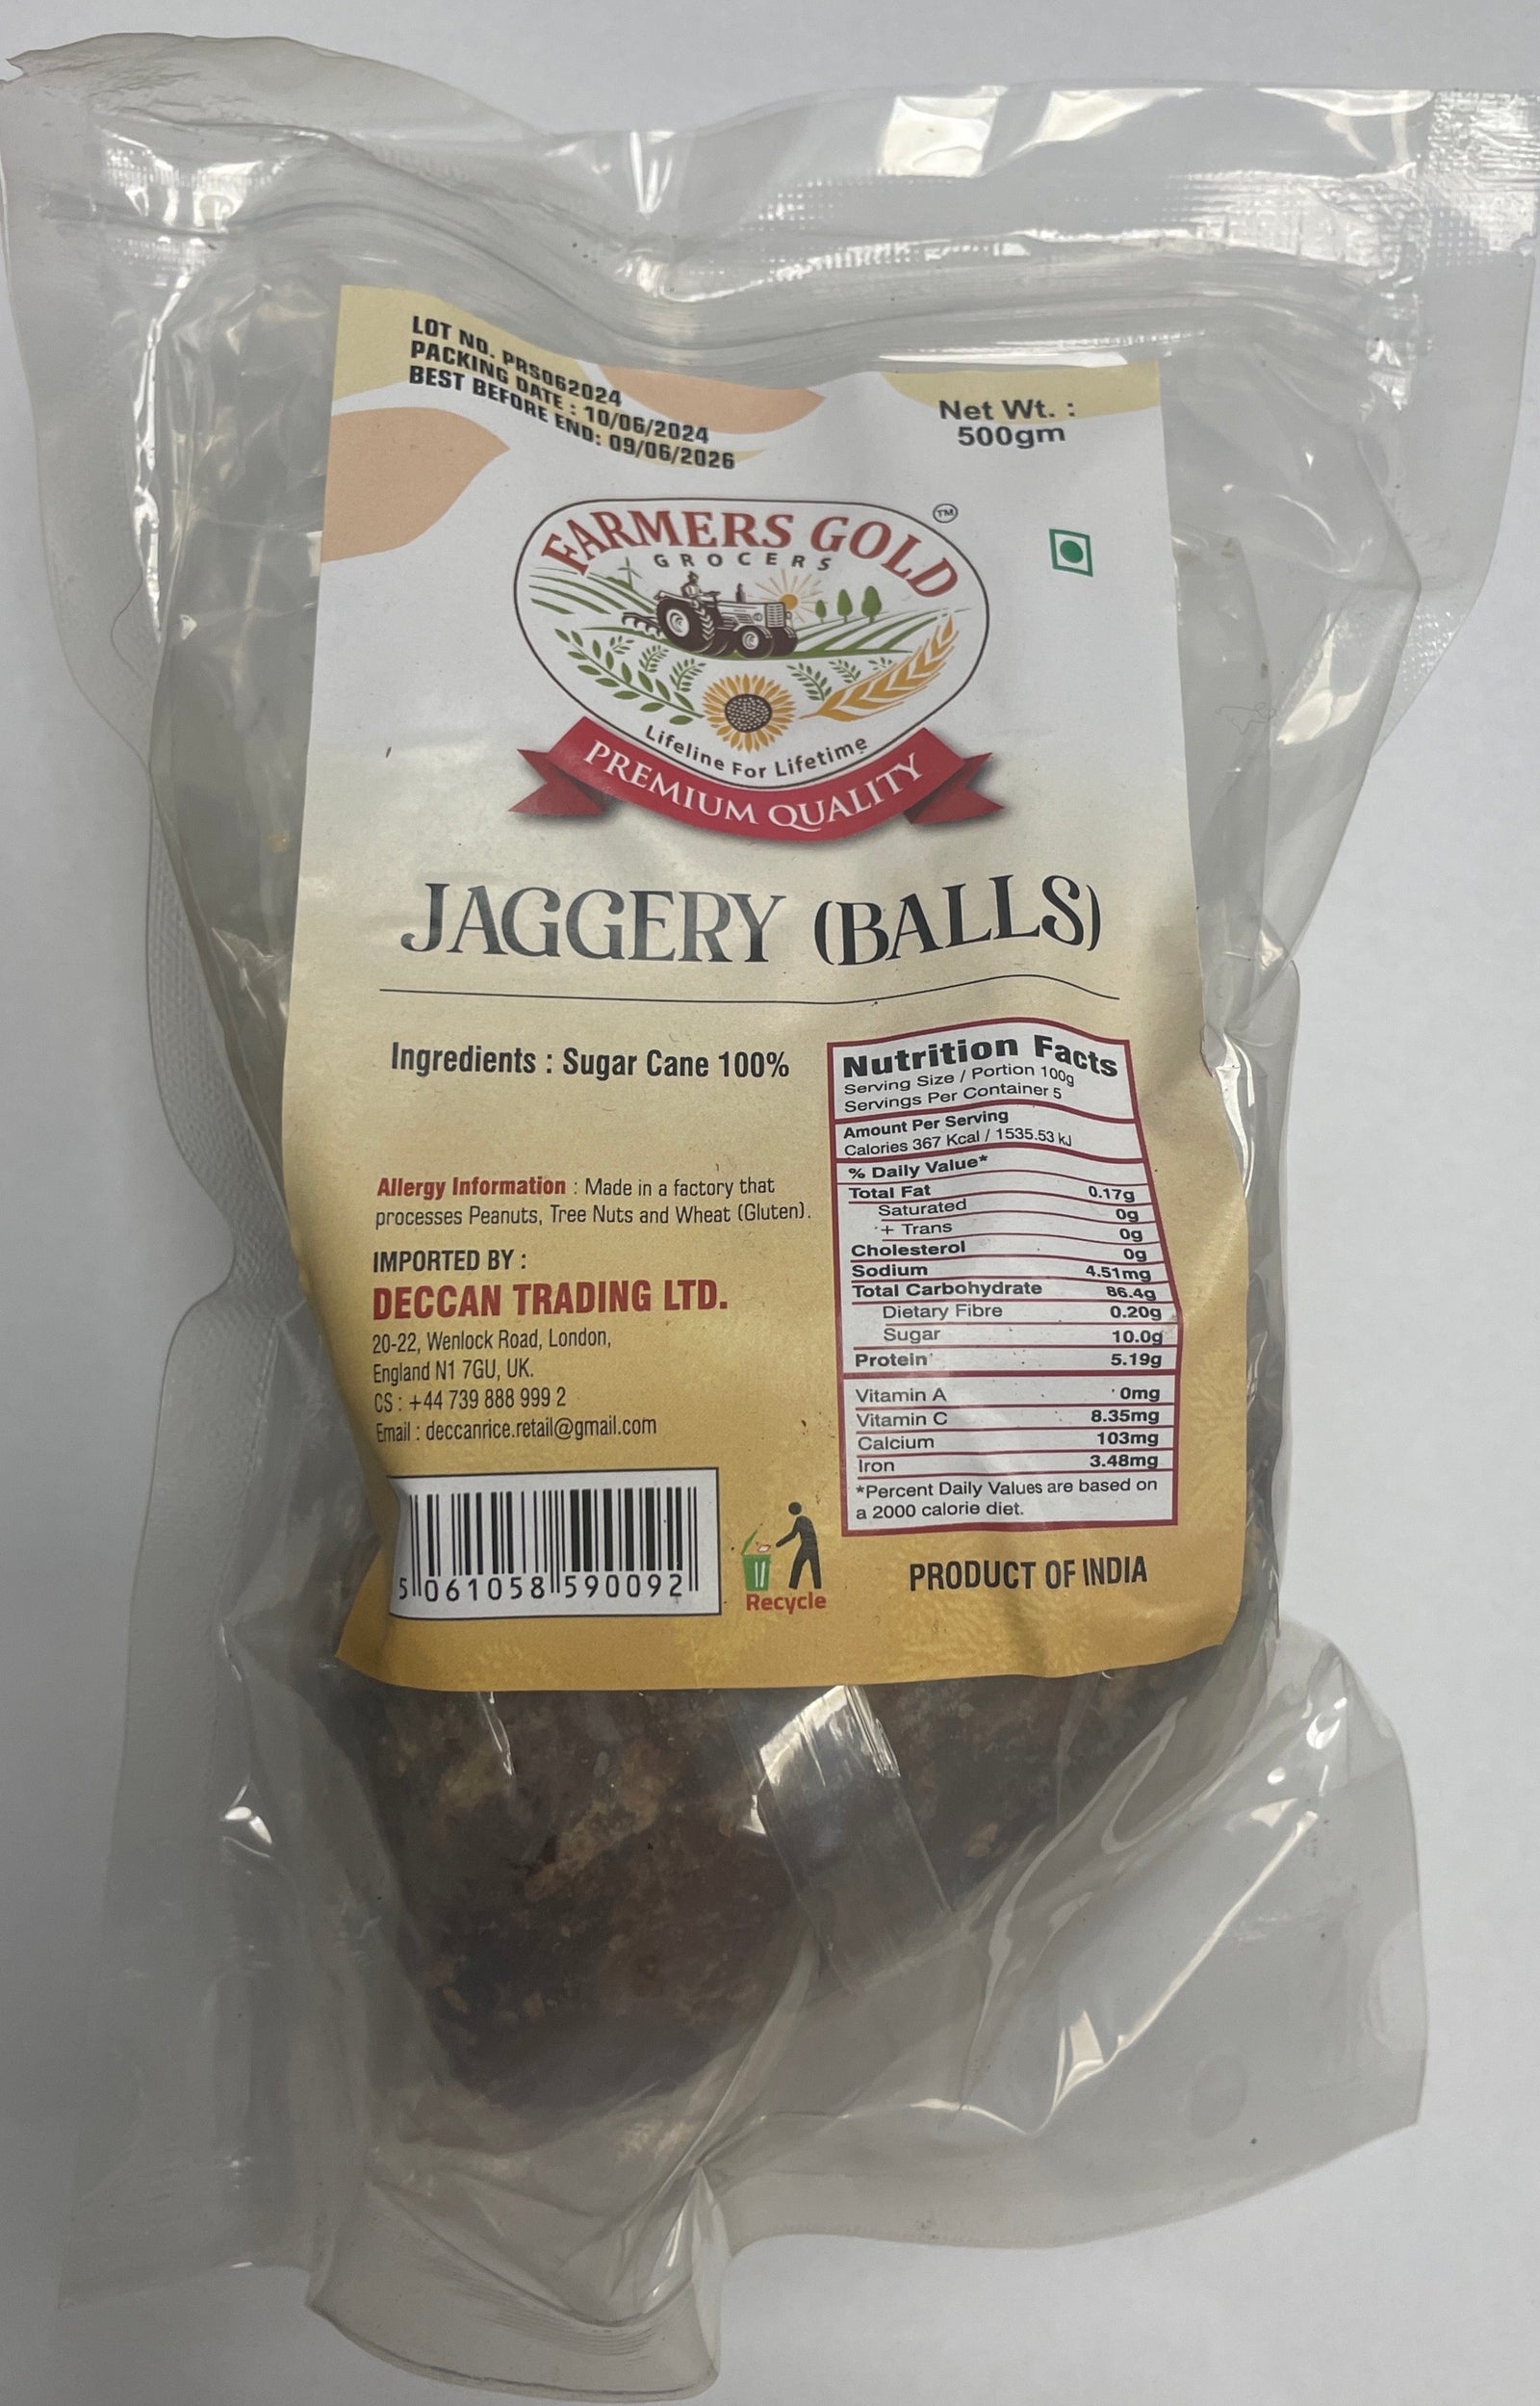 LOT NO. PRS062024
PACKING DATE : 10/06/2024
BEST BEFORE END: 09/06/2026
Net Wt. :
500gm
FARMERS GOLD
TM
GROCERS
Lifeline For Lifetime
PREMIUM QUALITY
JAGGERY (BALLS)
Ingredients : Sugar Cane 100%
Allergy Information : Made in a factory that
processes Peanuts, Tree Nuts and Wheat (Gluten).
IMPORTED BY :
DECCAN TRADING LTD.
20-22, Wenlock Road, London,
England N1 7GU, UK.
CS : +44 739 888 999 2
Email : deccanrice.retail@gmail.com
5 061058 590092
Recycle
Nutrition Facts
Serving Size / Portion 100g
Servings Per Container 5
Amount Per Serving
Calories 367 Kcal / 1535.53 kJ
% Daily Value*
Total Fat 0.17g
Saturated 0g
+ Trans 0g
Cholesterol 0g
Sodium 4.51mg
Total Carbohydrate 86.4g
Dietary Fibre 0.20g
Sugar 10.0g
Protein 5.19g
Vitamin A 0mg
Vitamin C 8.35mg
Calcium 103mg
Iron 3.48mg
*Percent Daily Values are based on
a 2000 calorie diet.
PRODUCT OF INDIA